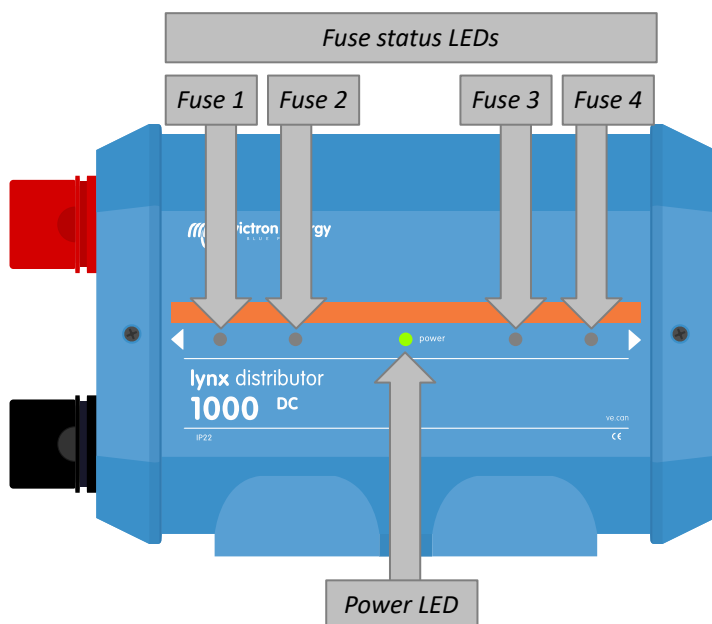 Fuse status LEDs
Fuse 1 Fuse 2 Fuse 3 Fuse 4
power
lynx distributor
1000 DC
ve.can
IP22 CE
Power LED